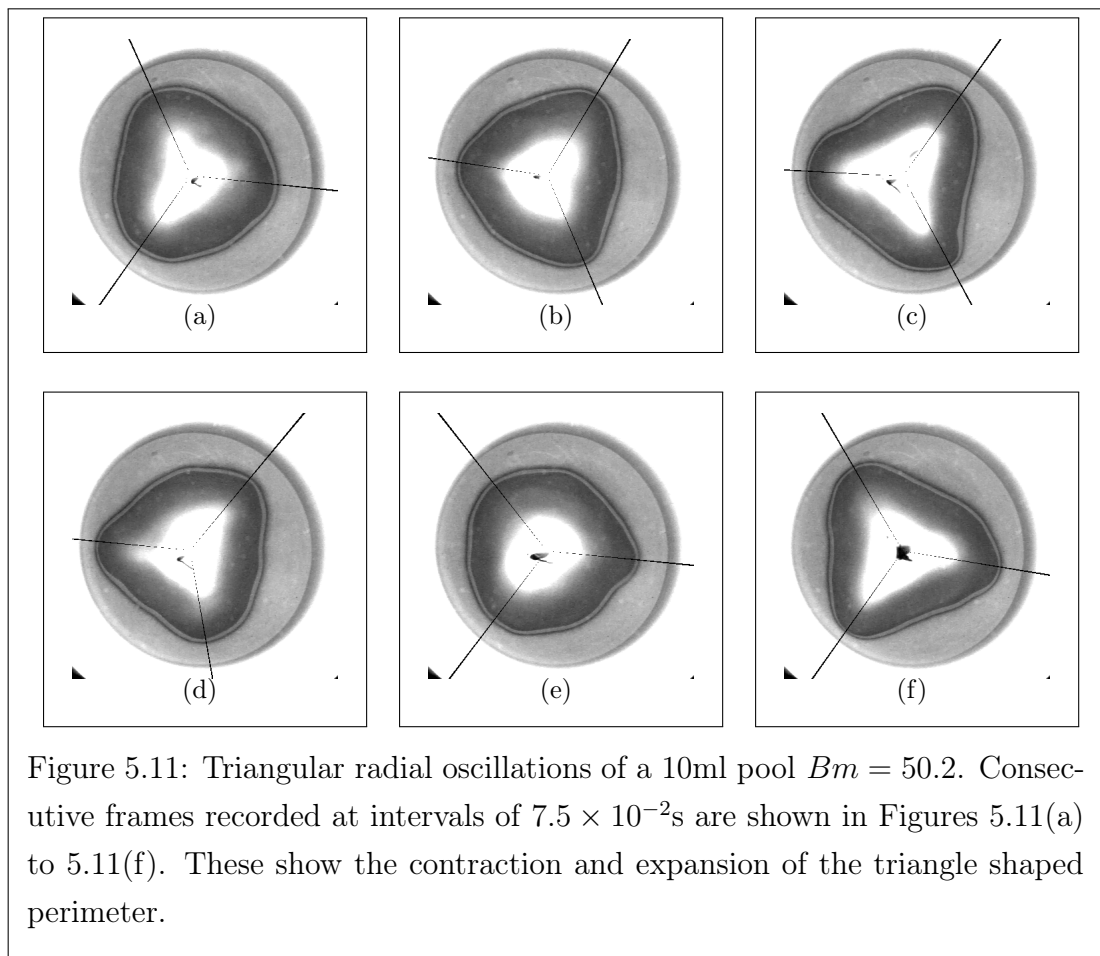 (a)
(b)
(c)
(d)
(e)
(f)
Figure 5.11: Triangular radial oscillations of a 10ml pool Bm = 50.2. Consec-
utive frames recorded at intervals of 7.5 × 10⁻²s are shown in Figures 5.11(a)
to 5.11(f). These show the contraction and expansion of the triangle shaped
perimeter.